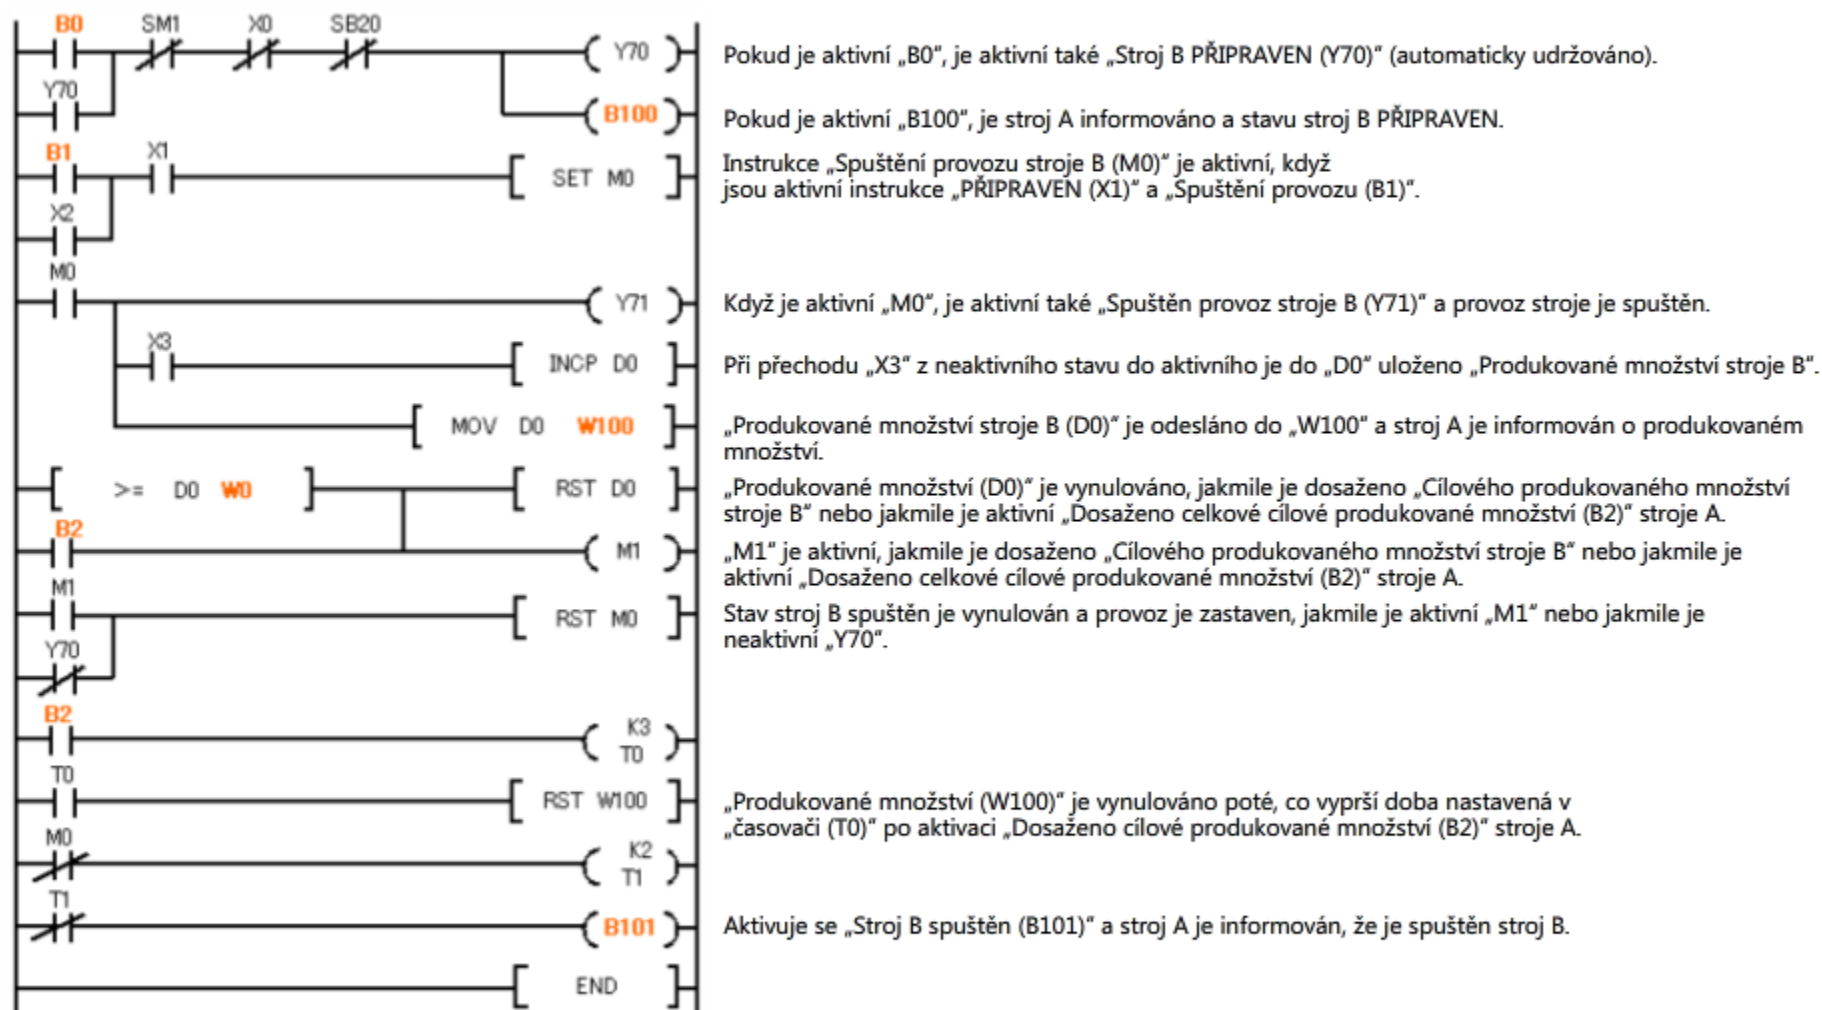 B0 SM1 X0 SB20
Y70
Pokud je aktivní „B0“, je aktivní také „Stroj B PŘIPRAVEN (Y70)“ (automaticky udržováno).
Y70
B100
Pokud je aktivní „B100“, je stroj A informováno a stavu stroj B PŘIPRAVEN.
B1 X1
SET M0
Instrukce „Spuštění provozu stroje B (M0)“ je aktivní, když
jsou aktivní instrukce „PŘIPRAVEN (X1)“ a „Spuštění provozu (B1)“.
X2
M0
Y71
Když je aktivní „M0“, je aktivní také „Spuštěn provoz stroje B (Y71)“ a provoz stroje je spuštěn.
X3
INCP D0
Při přechodu „X3“ z neaktivního stavu do aktivního je do „D0“ uloženo „Produkované množství stroje B“.
MOV D0 W100
„Produkované množství stroje B (D0)“ je odesláno do „W100“ a stroj A je informován o produkovaném
množství.
>= D0 W0
RST D0
„Produkované množství (D0)“ je vynulováno, jakmile je dosaženo „Cílového produkovaného množství
stroje B“ nebo jakmile je aktivní „Dosaženo celkové cílové produkované množství (B2)“ stroje A.
B2
M1
„M1“ je aktivní, jakmile je dosaženo „Cílového produkovaného množství stroje B“ nebo jakmile je
aktivní „Dosaženo celkové cílové produkované množství (B2)“ stroje A.
M1
RST M0
Stav stroj B spuštěn je vynulován a provoz je zastaven, jakmile je aktivní „M1“ nebo jakmile je
neaktivní „Y70“.
Y70
B2
K3
T0
T0
RST W100
„Produkované množství (W100)“ je vynulováno poté, co vyprší doba nastavená v
„časovači (T0)“ po aktivaci „Dosaženo cílové produkované množství (B2)“ stroje A.
M0
K2
T1
T1
B101
Aktivuje se „Stroj B spuštěn (B101)“ a stroj A je informován, že je spuštěn stroj B.
END